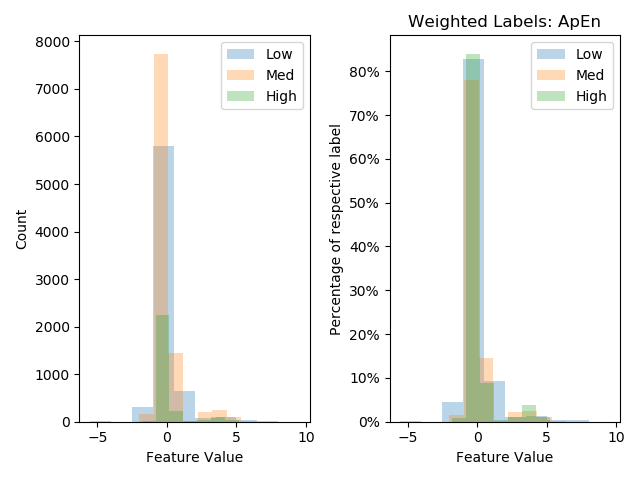 Weighted Labels: ApEn
8000
7000
6000
5000
4000
3000
2000
1000
0
Count
−5
0
5
10
Feature Value
Low
Med
High
80%
70%
60%
50%
40%
30%
20%
10%
0%
Percentage of respective label
−5
0
5
10
Feature Value
Low
Med
High